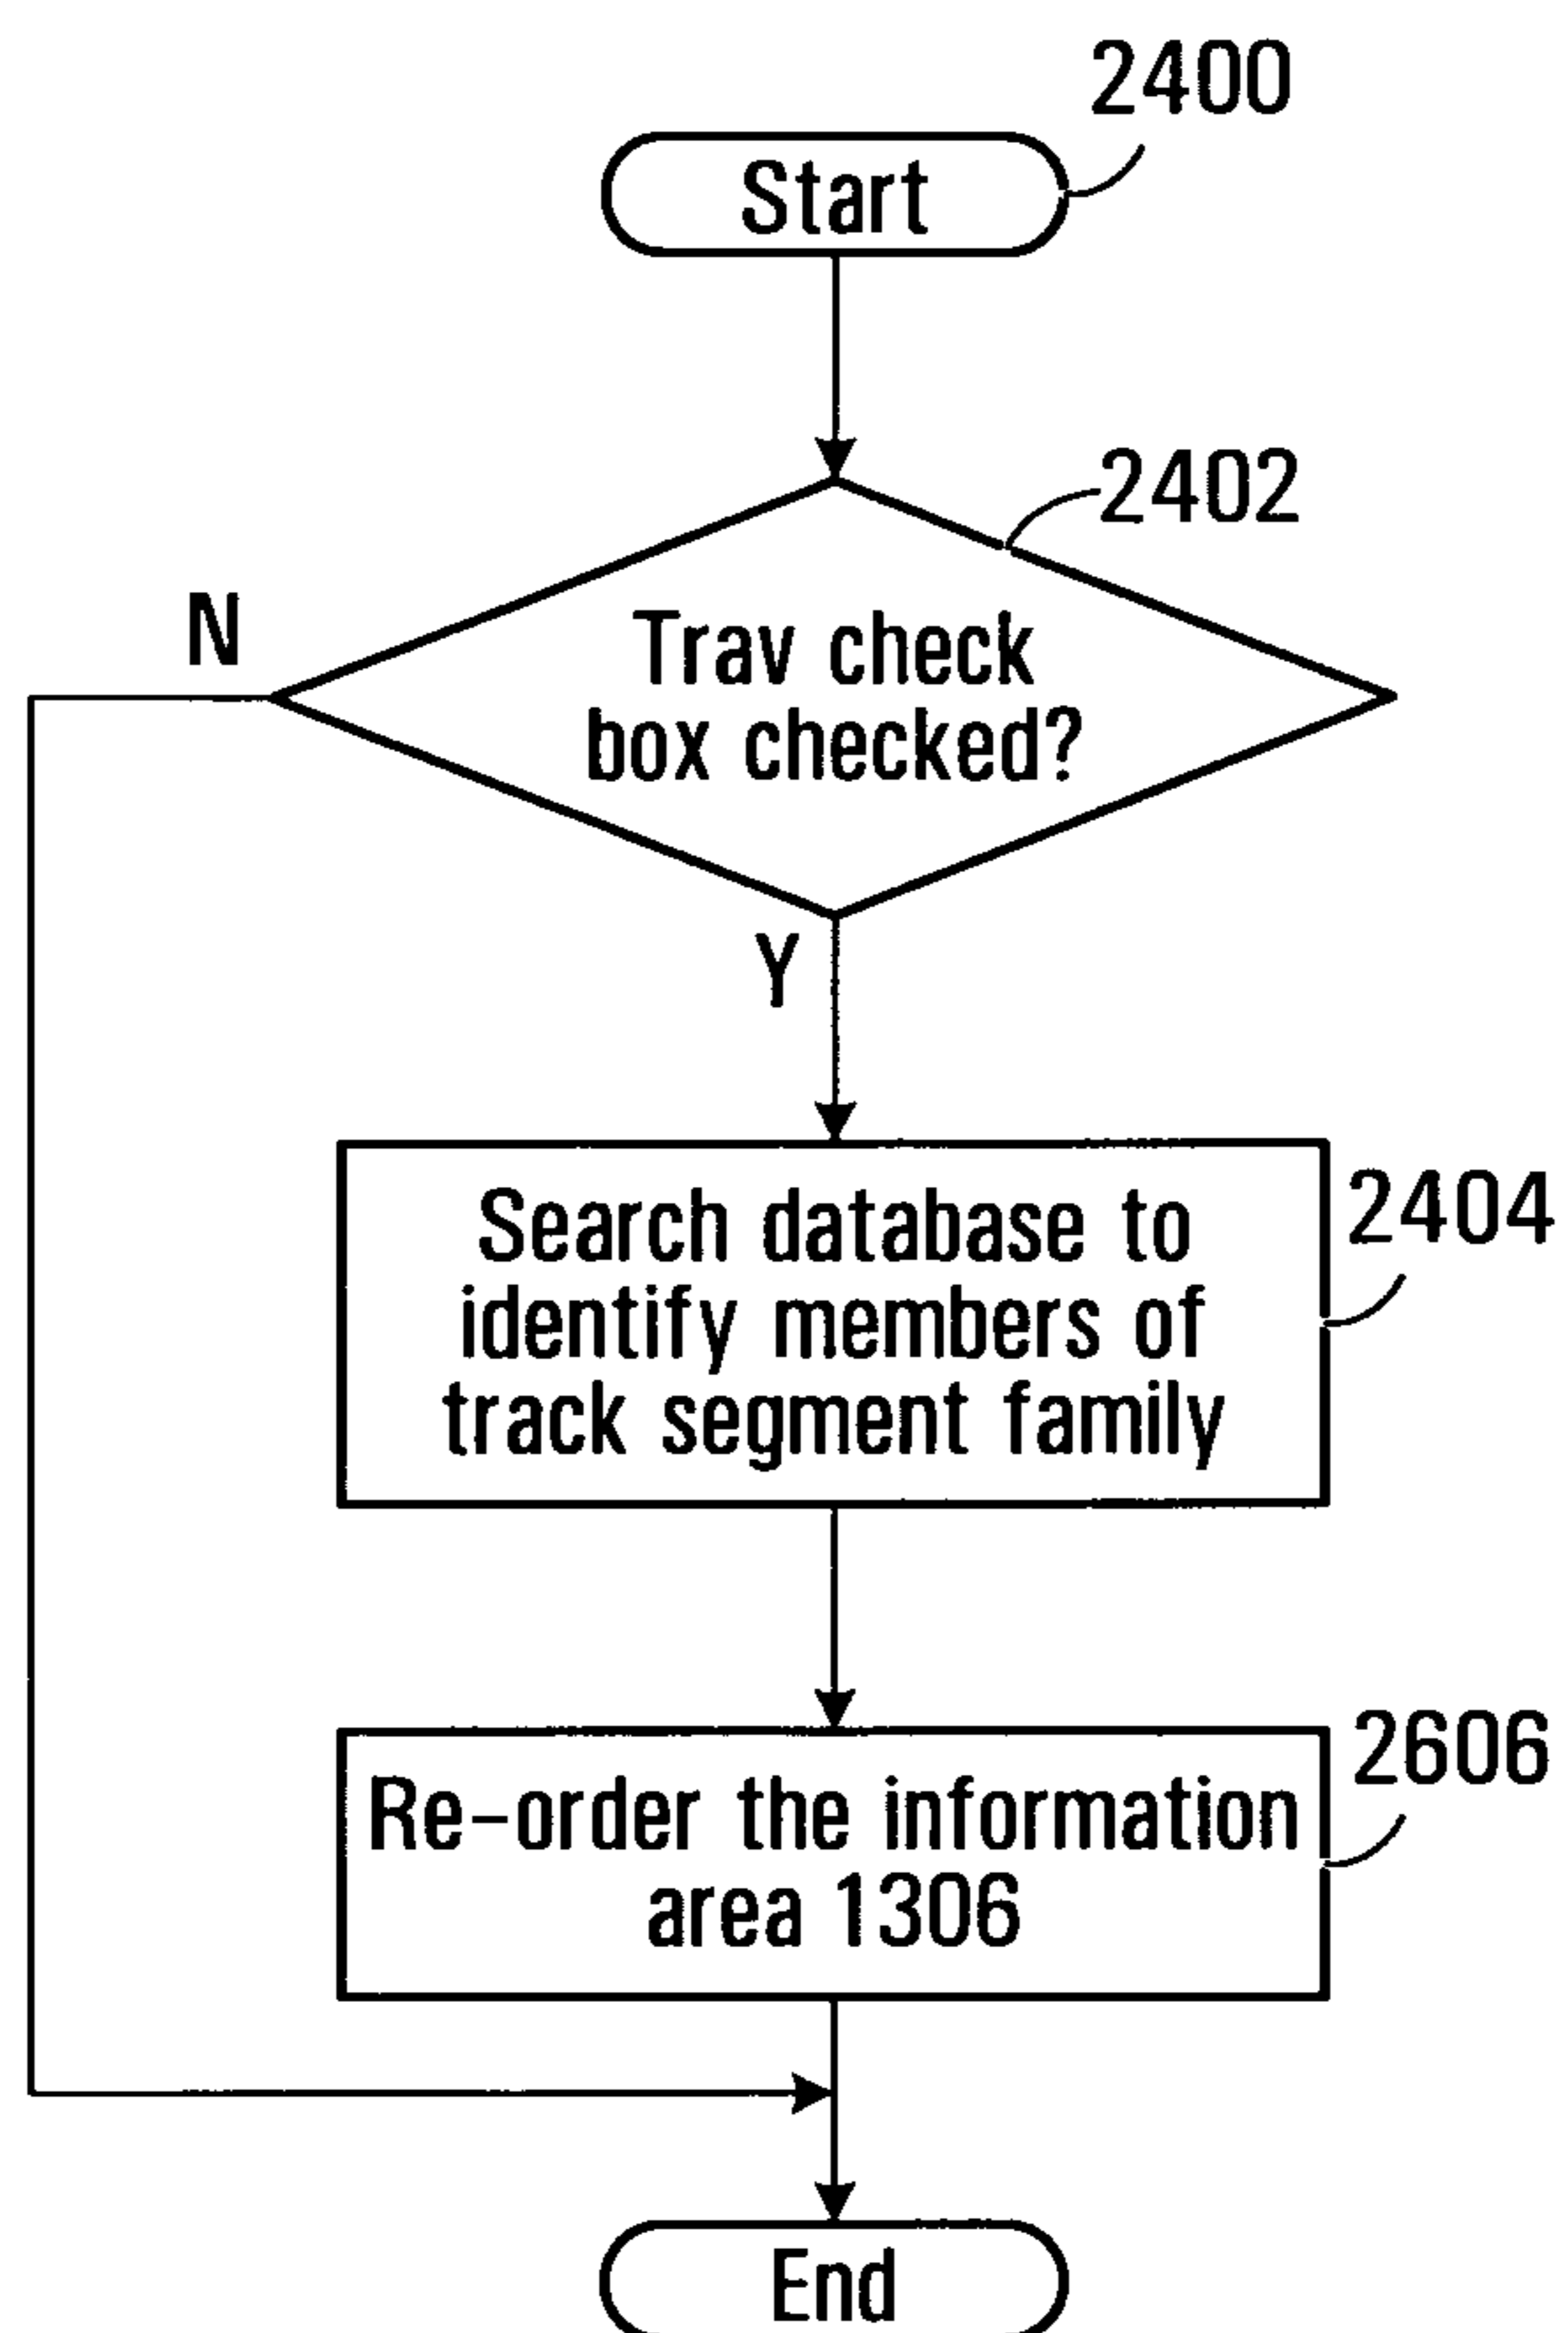 2400
Start
2402
N
Trav check
box checked?
Y
Search database to
identify members of
track segment family
2404
2606
Re-order the information
area 1306
End